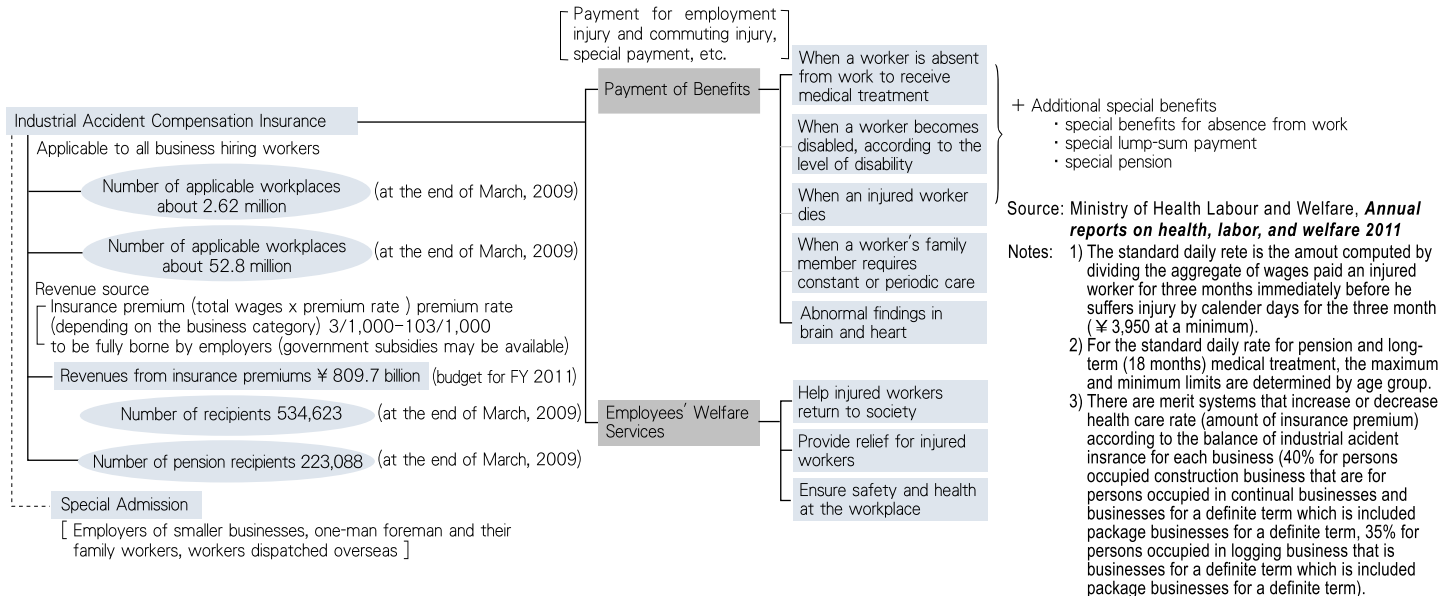 Payment for employment
injury and commuting injury,
special payment, etc.
Industrial Accident Compensation Insurance
Applicable to all business hiring workers
Number of applicable workplaces
about 2.62 million
(at the end of March, 2009)
Number of applicable workplaces
about 52.8 million
(at the end of March, 2009)
Revenue source
Insurance premium (total wages x premium rate ) premium rate
(depending on the business category) 3/1,000-103/1,000
to be fully borne by employers (government subsidies may be available)
Revenues from insurance premiums ¥ 809.7 billion
(budget for FY 2011)
Number of recipients 534,623
(at the end of March, 2009)
Number of pension recipients 223,088
(at the end of March, 2009)
Special Admission
[ Employers of smaller businesses, one-man foreman and their
family workers, workers dispatched overseas ]
Payment of Benefits
When a worker is absent
from work to receive
medical treatment
When a worker becomes
disabled, according to the
level of disability
When an injured worker
dies
When a worker's family
member requires
constant or periodic care
Abnormal findings in
brain and heart
+ Additional special benefits
・special benefits for absence from work
・special lump-sum payment
・special pension
Employees' Welfare
Services
Help injured workers
return to society
Provide relief for injured
workers
Ensure safety and health
at the workplace
Source: Ministry of Health Labour and Welfare, Annual
reports on health, labor, and welfare 2011
Notes: 1) The standard daily rete is the amout computed by
dividing the aggregate of wages paid an injured
worker for three months immediately before he
suffers injury by calender days for the three month
(¥ 3,950 at a minimum).
2) For the standard daily rate for pension and long-
term (18 months) medical treatment, the maximum
and minimum limits are determined by age group.
3) There are merit systems that increase or decrease
health care rate (amount of insurance premium)
according to the balance of industrial acident
insrance for each business (40% for persons
occupied construction business that are for
persons occupied in continual businesses and
businesses for a definite term which is included
package businesses for a definite term, 35% for
persons occupied in logging business that is
businesses for a definite term which is included
package businesses for a definite term).